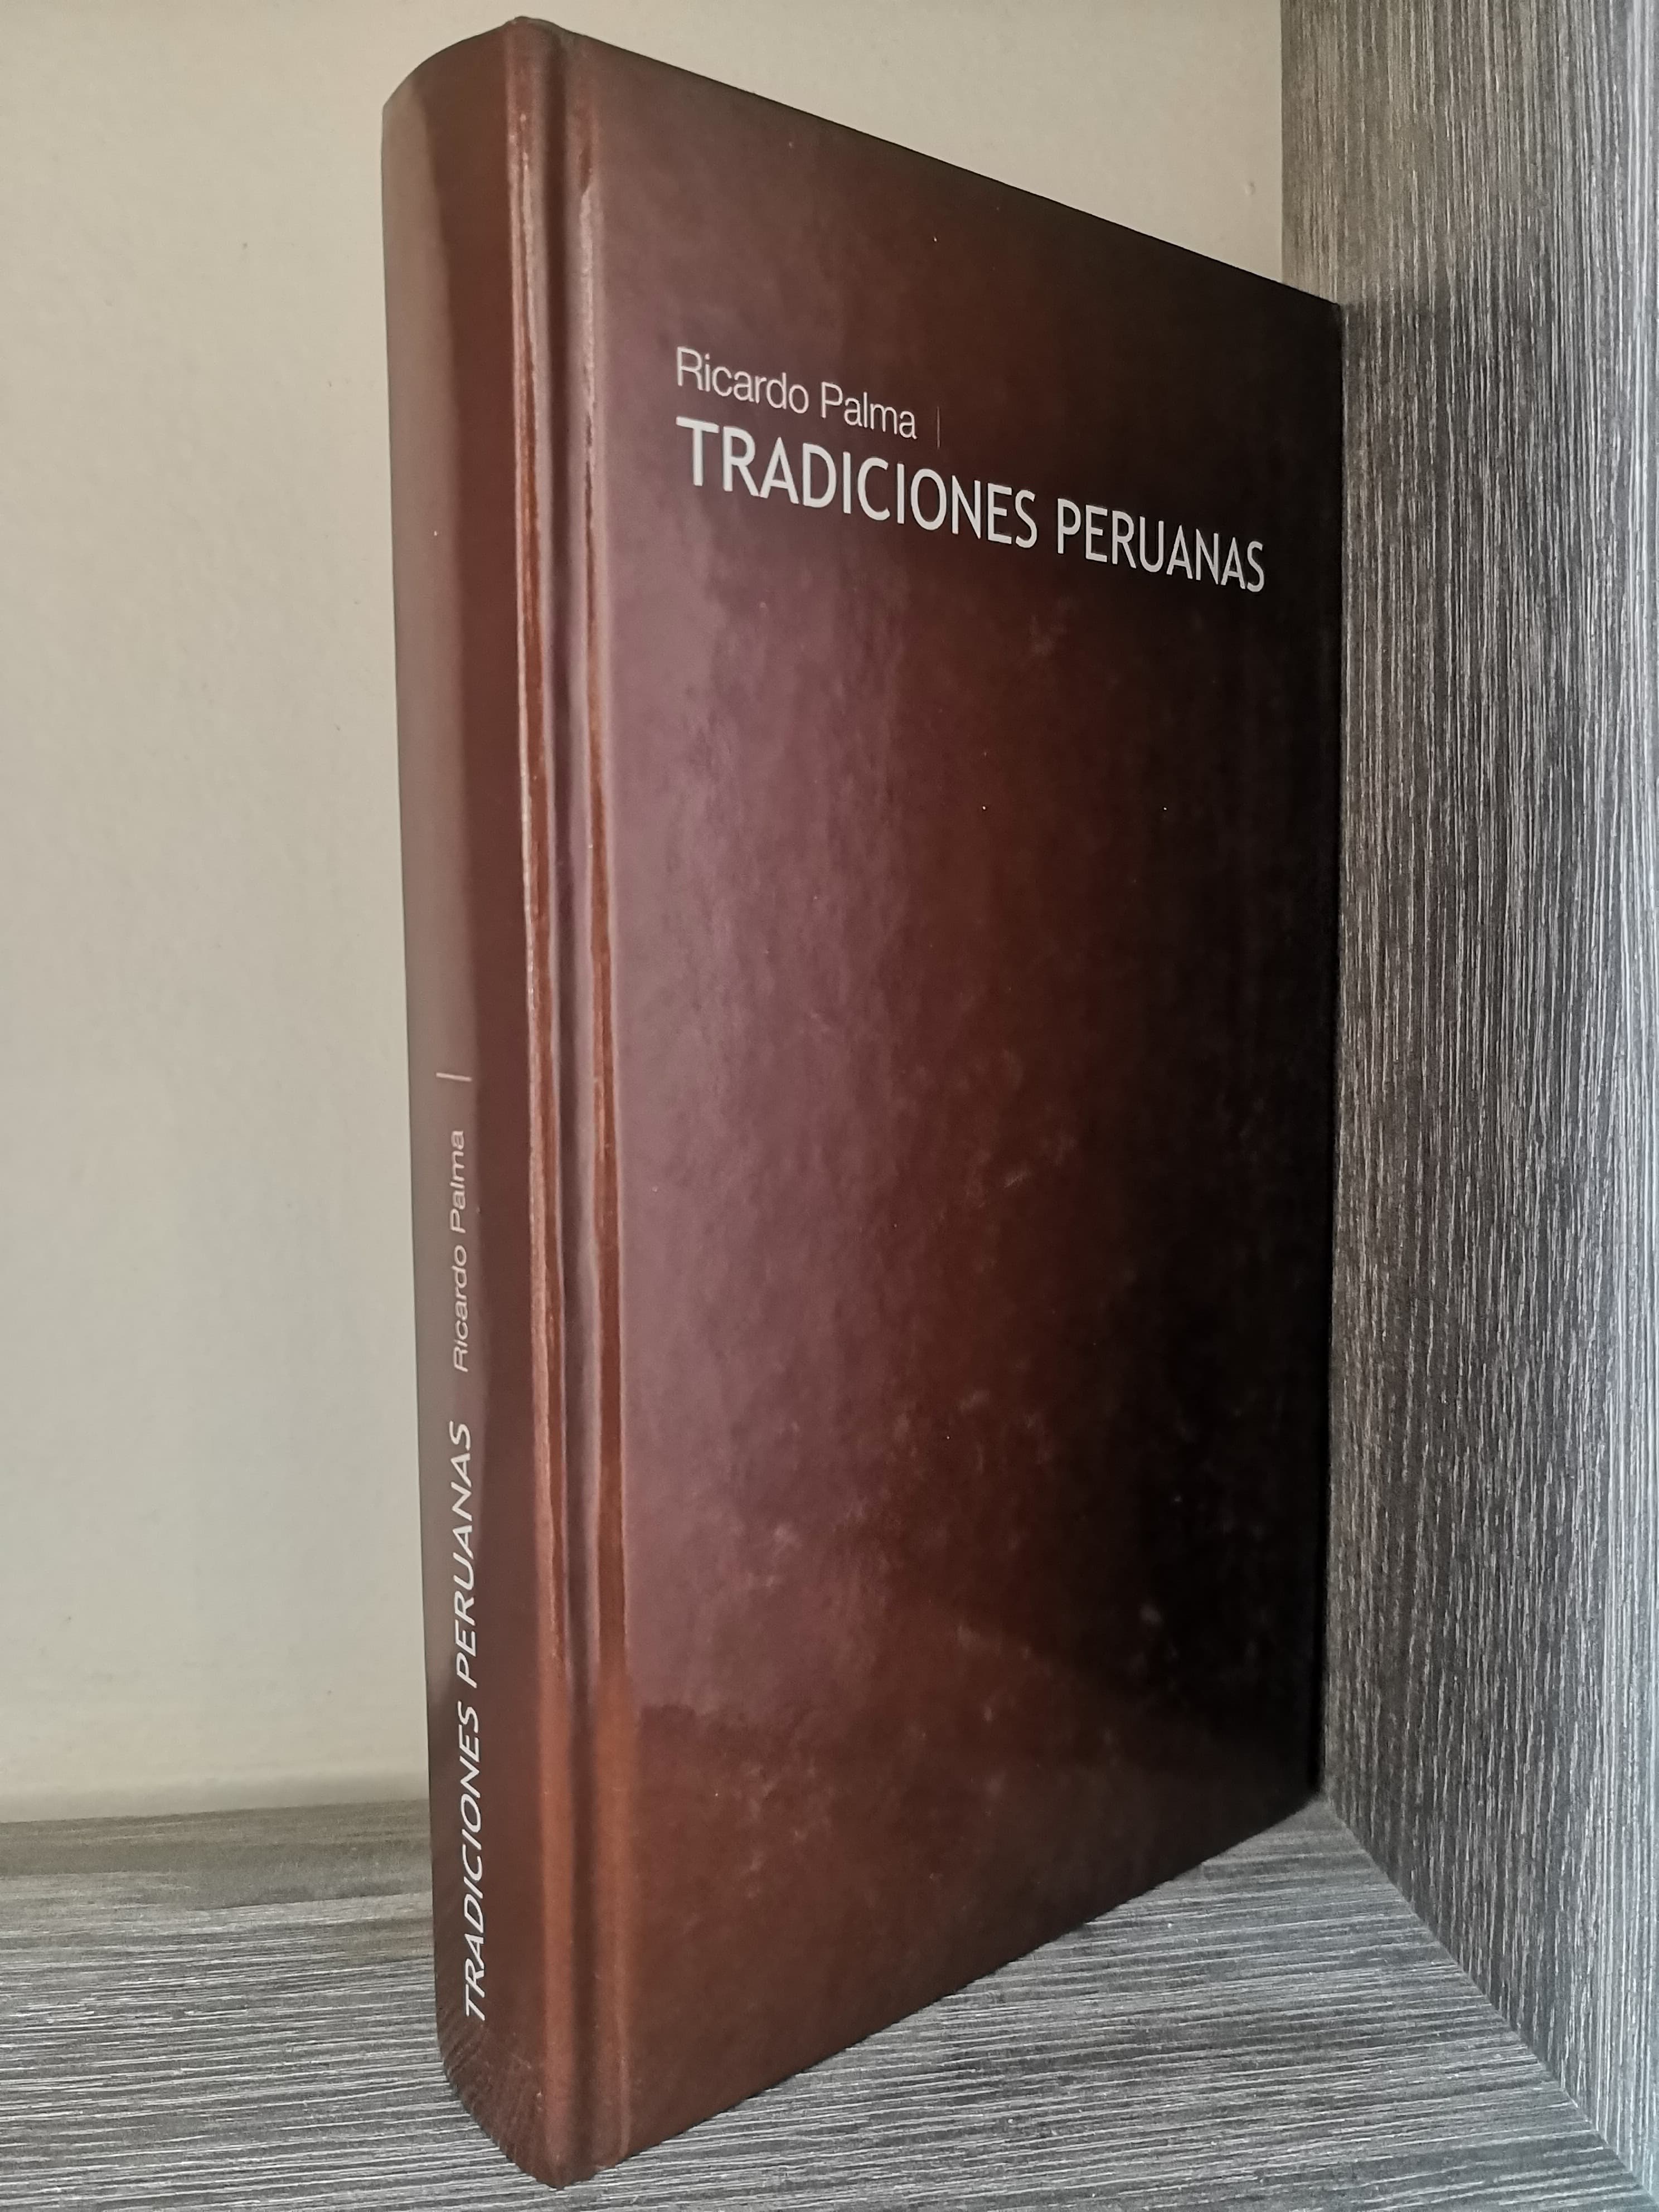 Ricardo Palma |
TRADICIONES PERUANAS
TRADICIONES PERUANAS Ricardo Palma |